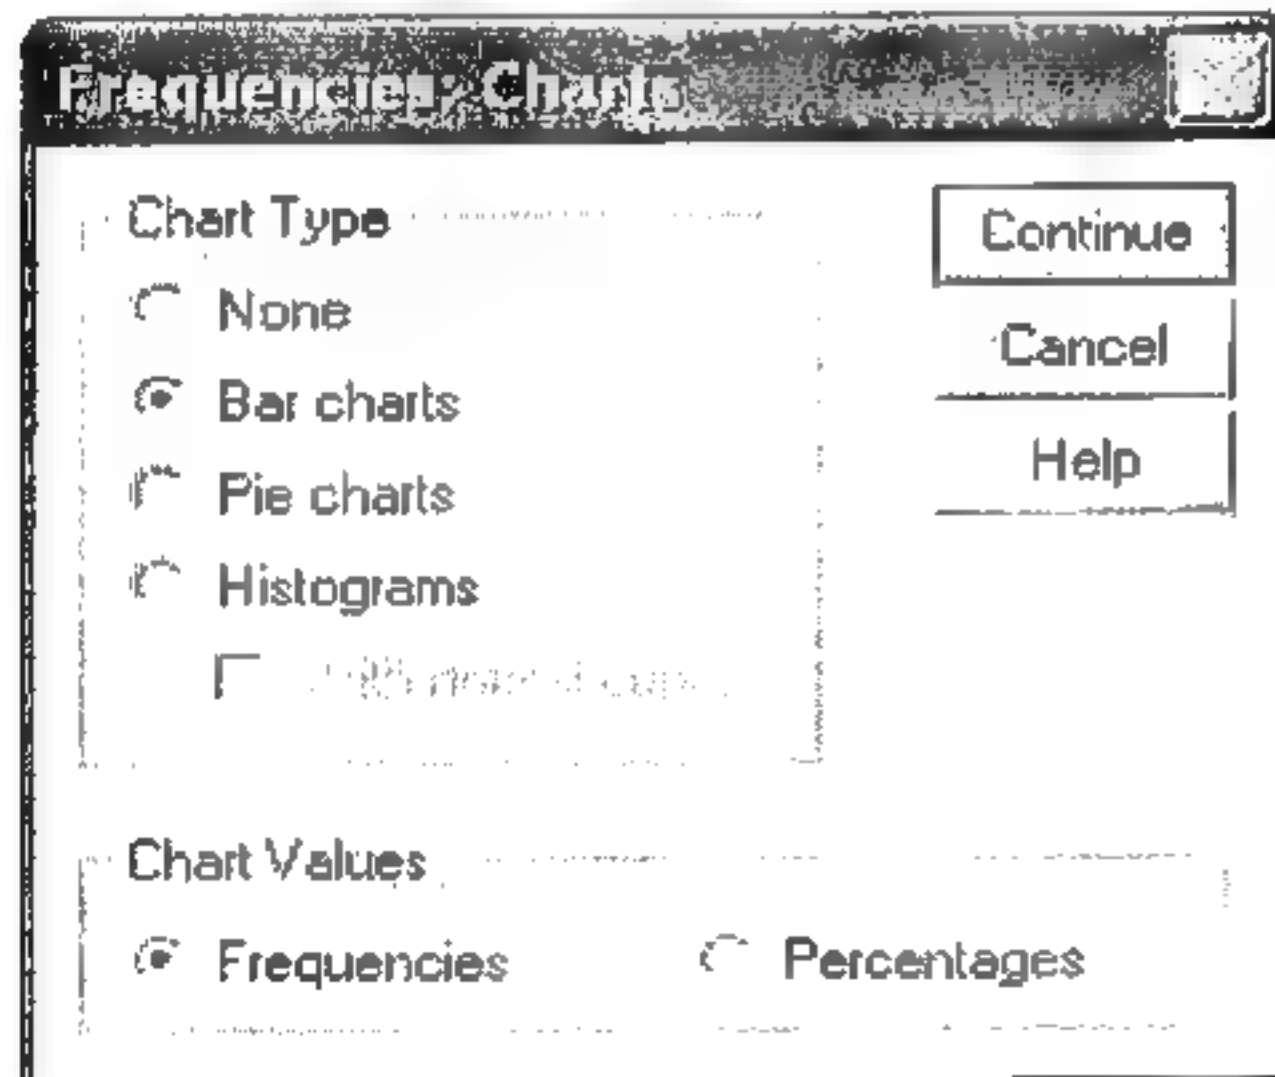 Frequencies: Charts
Chart Type
None
Bar charts
Pie charts
Histograms
Continue
Cancel
Help
Chart Values
Frequencies
Percentages